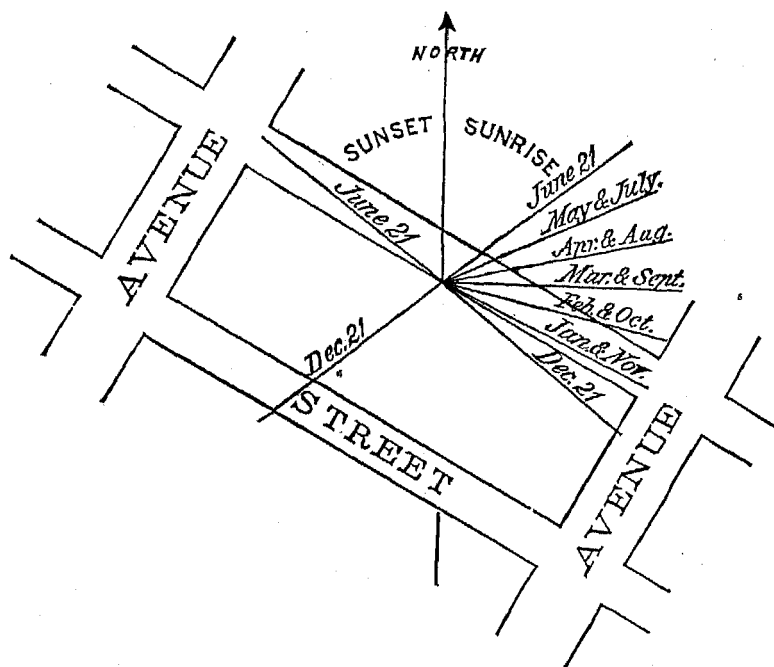 NORTH
SUNSET
SUNRISE
June 21
May & July.
Apr. & Aug.
Mar. & Sept.
Feb. & Oct.
Jan. & Nov.
Dec. 21
June 21
Dec. 21
AVENUE
STREET
AVENUE